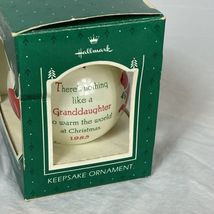 Hallmark
There's nothing
like a
Granddaughter
to warm the world
at Christmas
1985
KEEPSAKE ORNAMENT